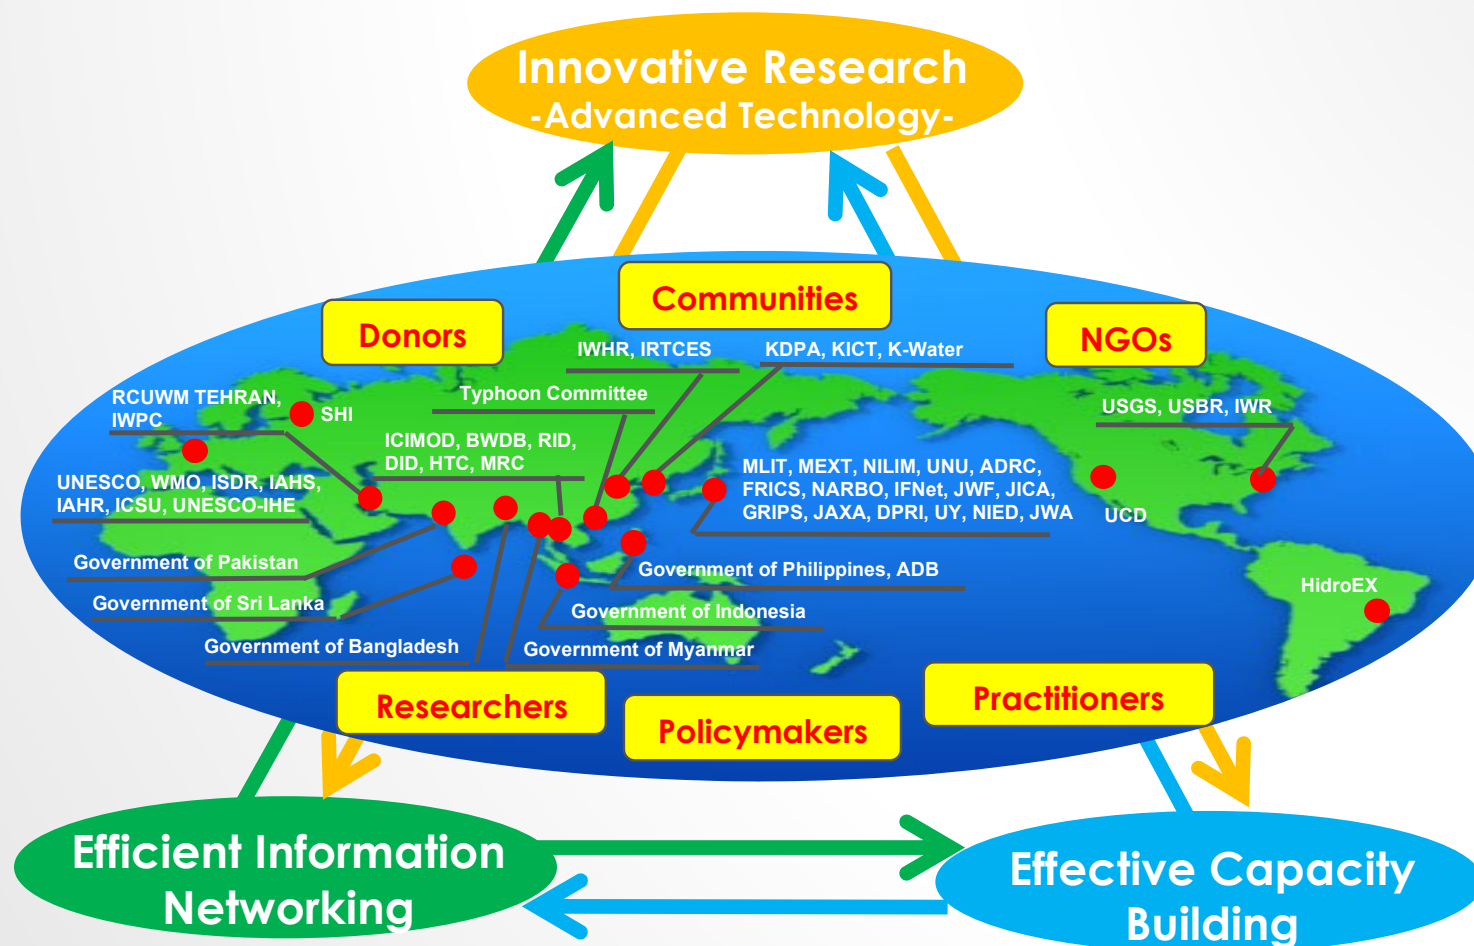 Innovative Research
-Advanced Technology-
Communities
Donors
NGOs
IWHR, IRTCES
KDPA, KICT, K-Water
RCUWM TEHRAN,
IWPC
SHI
Typhoon Committee
USGS, USBR, IWR
ICIMOD, BWDB, RID,
DID, HTC, MRC
UNESCO, WMO, ISDR, IAHS,
IAHR, ICSU, UNESCO-IHE
MLIT, MEXT, NILIM, UNU, ADRC,
FRICS, NARBO, IFNet, JWF, JICA,
GRIPS, JAXA, DPRI, UY, NIED, JWA
UCD
Government of Pakistan
Government of Philippines, ADB
HidroEX
Government of Sri Lanka
Government of Indonesia
Government of Bangladesh
Government of Myanmar
Researchers
Policymakers
Practitioners
Efficient Information
Networking
Effective Capacity
Building